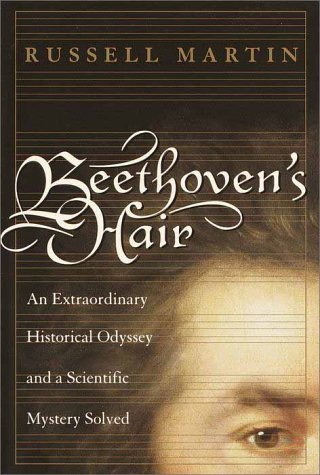 RUSSELL MARTIN
Beethoven's
Hair
An Extraordinary
Historical Odyssey
and a Scientific
Mystery Solved